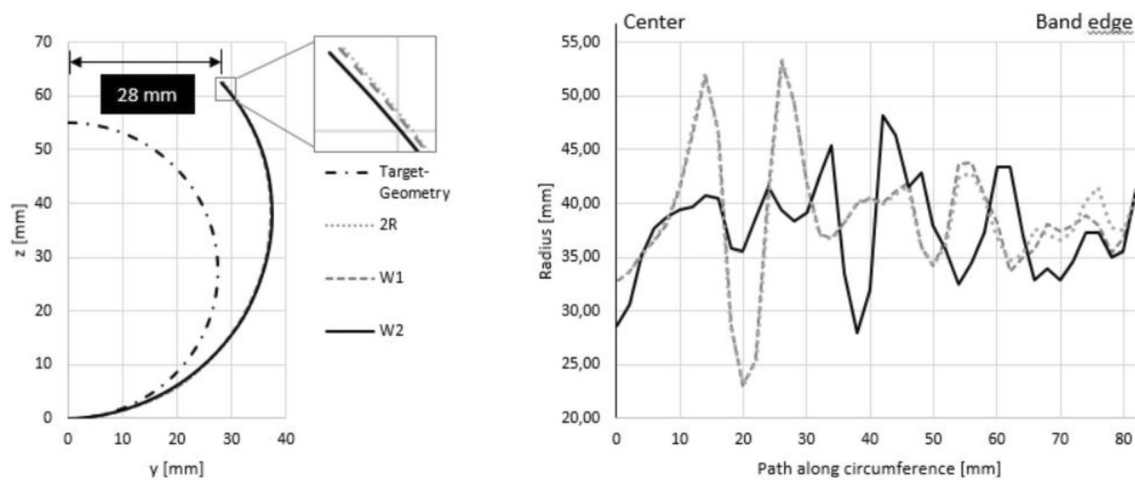 70
60
50
40
30
20
10
0
z [mm]
0 10 20 30 40
y [mm]
28 mm
Target-
Geometry
2R
W1
W2
Center
Band edge
55,00
50,00
45,00
40,00
35,00
30,00
25,00
20,00
Radius [mm]
0 10 20 30 40 50 60 70 80
Path along circumference [mm]